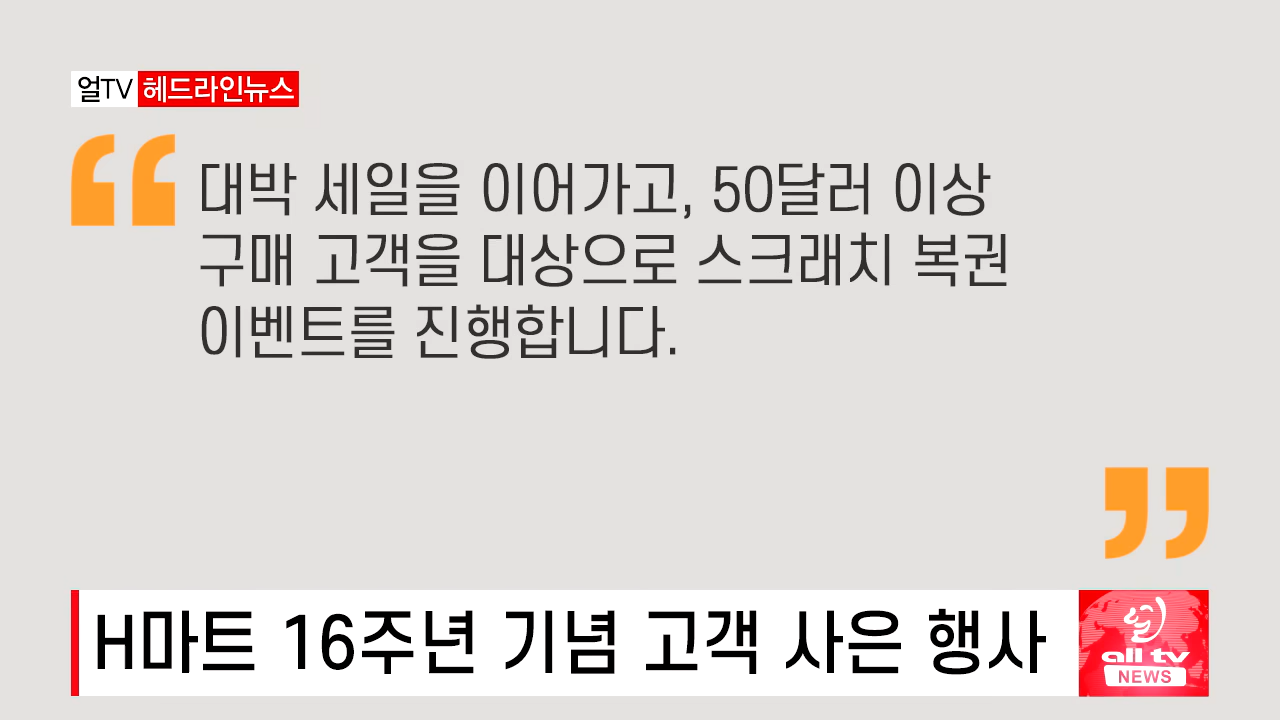 얼TV 헤드라인뉴스
“
대박 세일을 이어가고, 50달러 이상
구매 고객을 대상으로 스크래치 복권
이벤트를 진행합니다.
”
H마트 16주년 기념 고객 사은 행사
all tv
NEWS